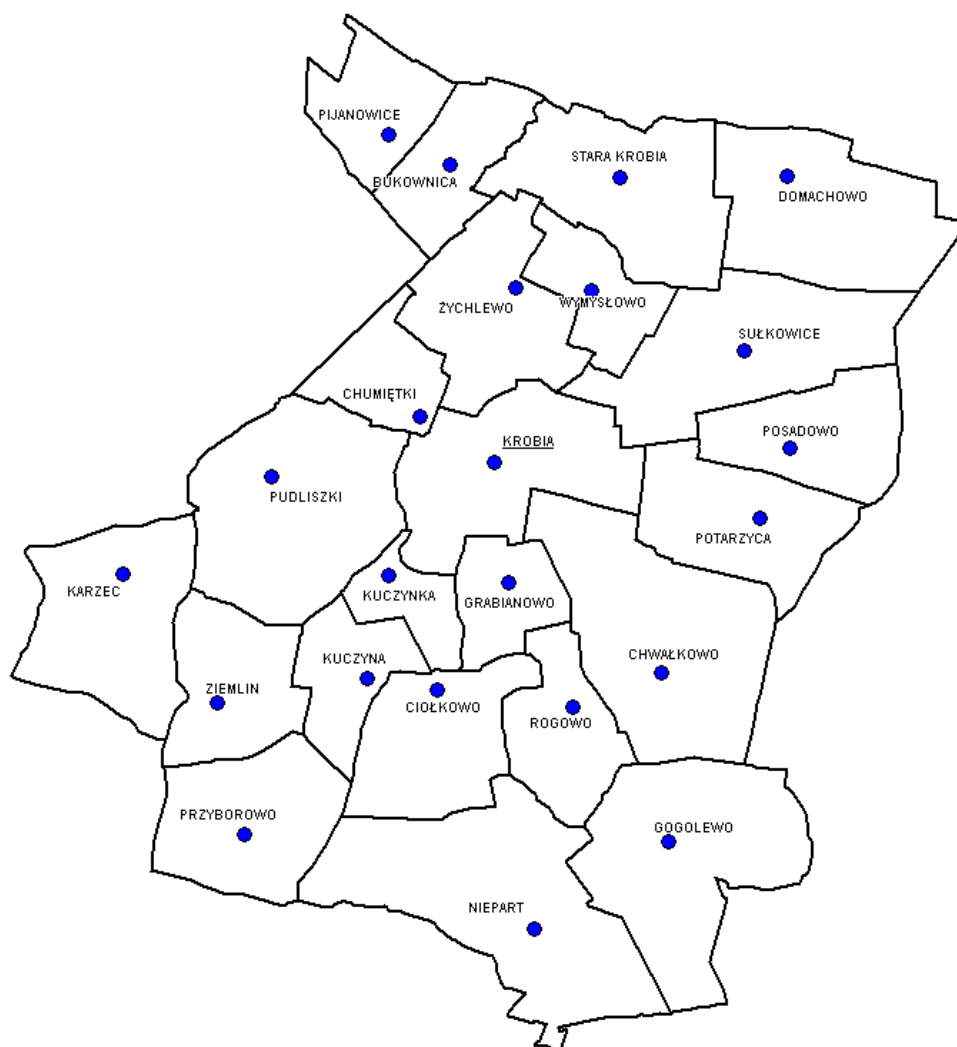 PIJANOWICE
STARA KROBIA
BUKOWNICA
DOMACHOWO
ŻYCHLEWO
WYMYSŁOWO
SUŁKOWICE
CHUMIĘTKI
POSADOWO
KROBIA
PUDLISZKI
POTARZYCA
KARZEC
KUCZYNKA
GRABIANOWO
KUCZYNA
CHWAŁKOWO
ZIEMLIN
CIOŁKOWO
ROGOWO
PRZYBOROWO
GOGOLEWO
NIEPART